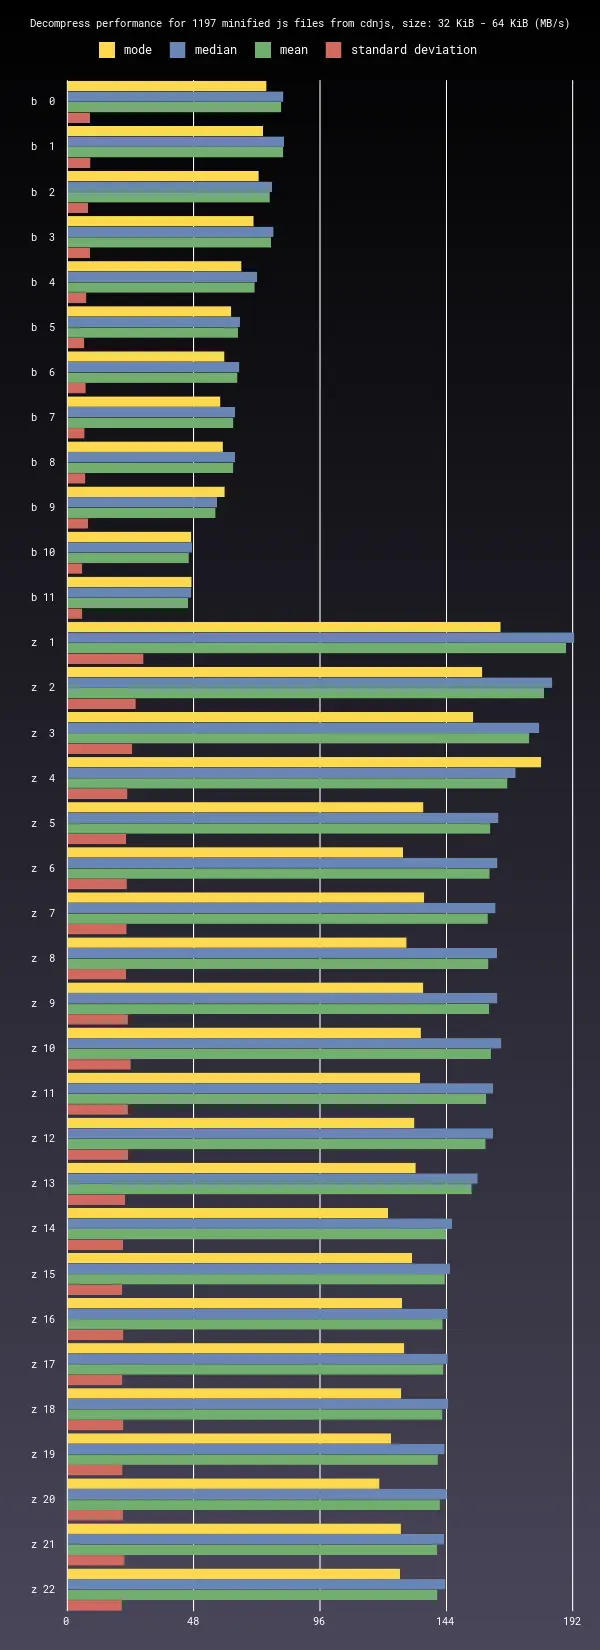 Decompress performance for 1197 minified js files from cdnjs, size: 32 KiB - 64 KiB (MB/s)
mode median mean standard deviation
b 0
b 1
b 2
b 3
b 4
b 5
b 6
b 7
b 8
b 9
b 10
b 11
z 1
z 2
z 3
z 4
z 5
z 6
z 7
z 8
z 9
z 10
z 11
z 12
z 13
z 14
z 15
z 16
z 17
z 18
z 19
z 20
z 21
z 22
0 48 96 144 192